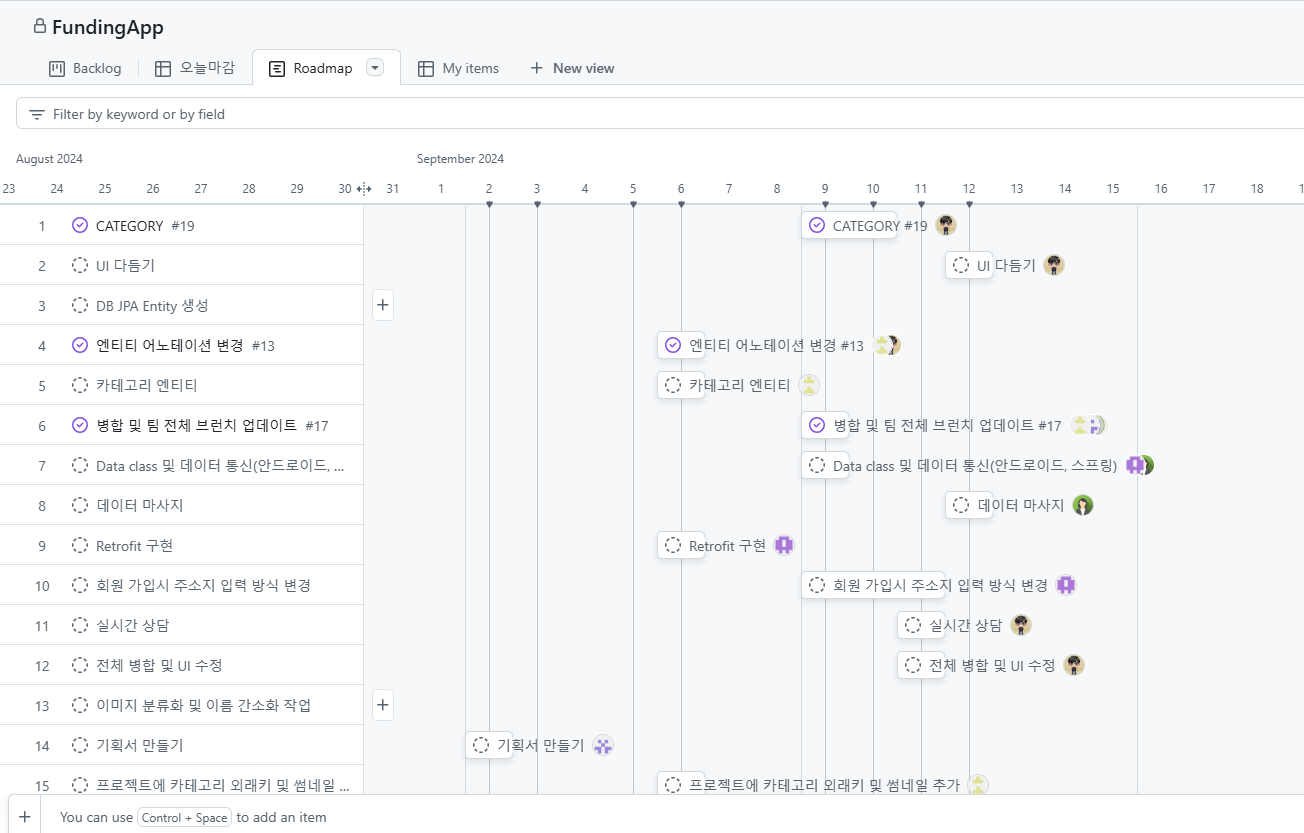 FundingApp
Backlog 오늘마감 Roadmap My items New view
Filter by keyword or by field
August 2024 September 2024
23 24 25 26 27 28 29 30 31 1 2 3 4 5 6 7 8 9 10 11 12 13 14 15 16 17 18 1
1 CATEGORY #19 CATEGORY #19
2 UI 다듬기 UI 다듬기
3 DB JPA Entity 생성
4 엔티티 어노테이션 변경 #13 엔티티 어노테이션 변경 #13
5 카테고리 엔티티 카테고리 엔티티
6 병합 및 팀 전체 브런치 업데이트 #17 병합 및 팀 전체 브런치 업데이트 #17
7 Data class 및 데이터 통신(안드로이드, ... Data class 및 데이터 통신(안드로이드, 스프링)
8 데이터 마사지 데이터 마사지
9 Retrofit 구현 Retrofit 구현
10 회원 가입시 주소지 입력 방식 변경 회원 가입시 주소지 입력 방식 변경
11 실시간 상담 실시간 상담
12 전체 병합 및 UI 수정 전체 병합 및 UI 수정
13 이미지 분류화 및 이름 간소화 작업
14 기획서 만들기 기획서 만들기
15 프로젝트에 카테고리 외래키 및 썸네일 ... 프로젝트에 카테고리 외래키 및 썸네일 추가
You can use Control + Space to add an item